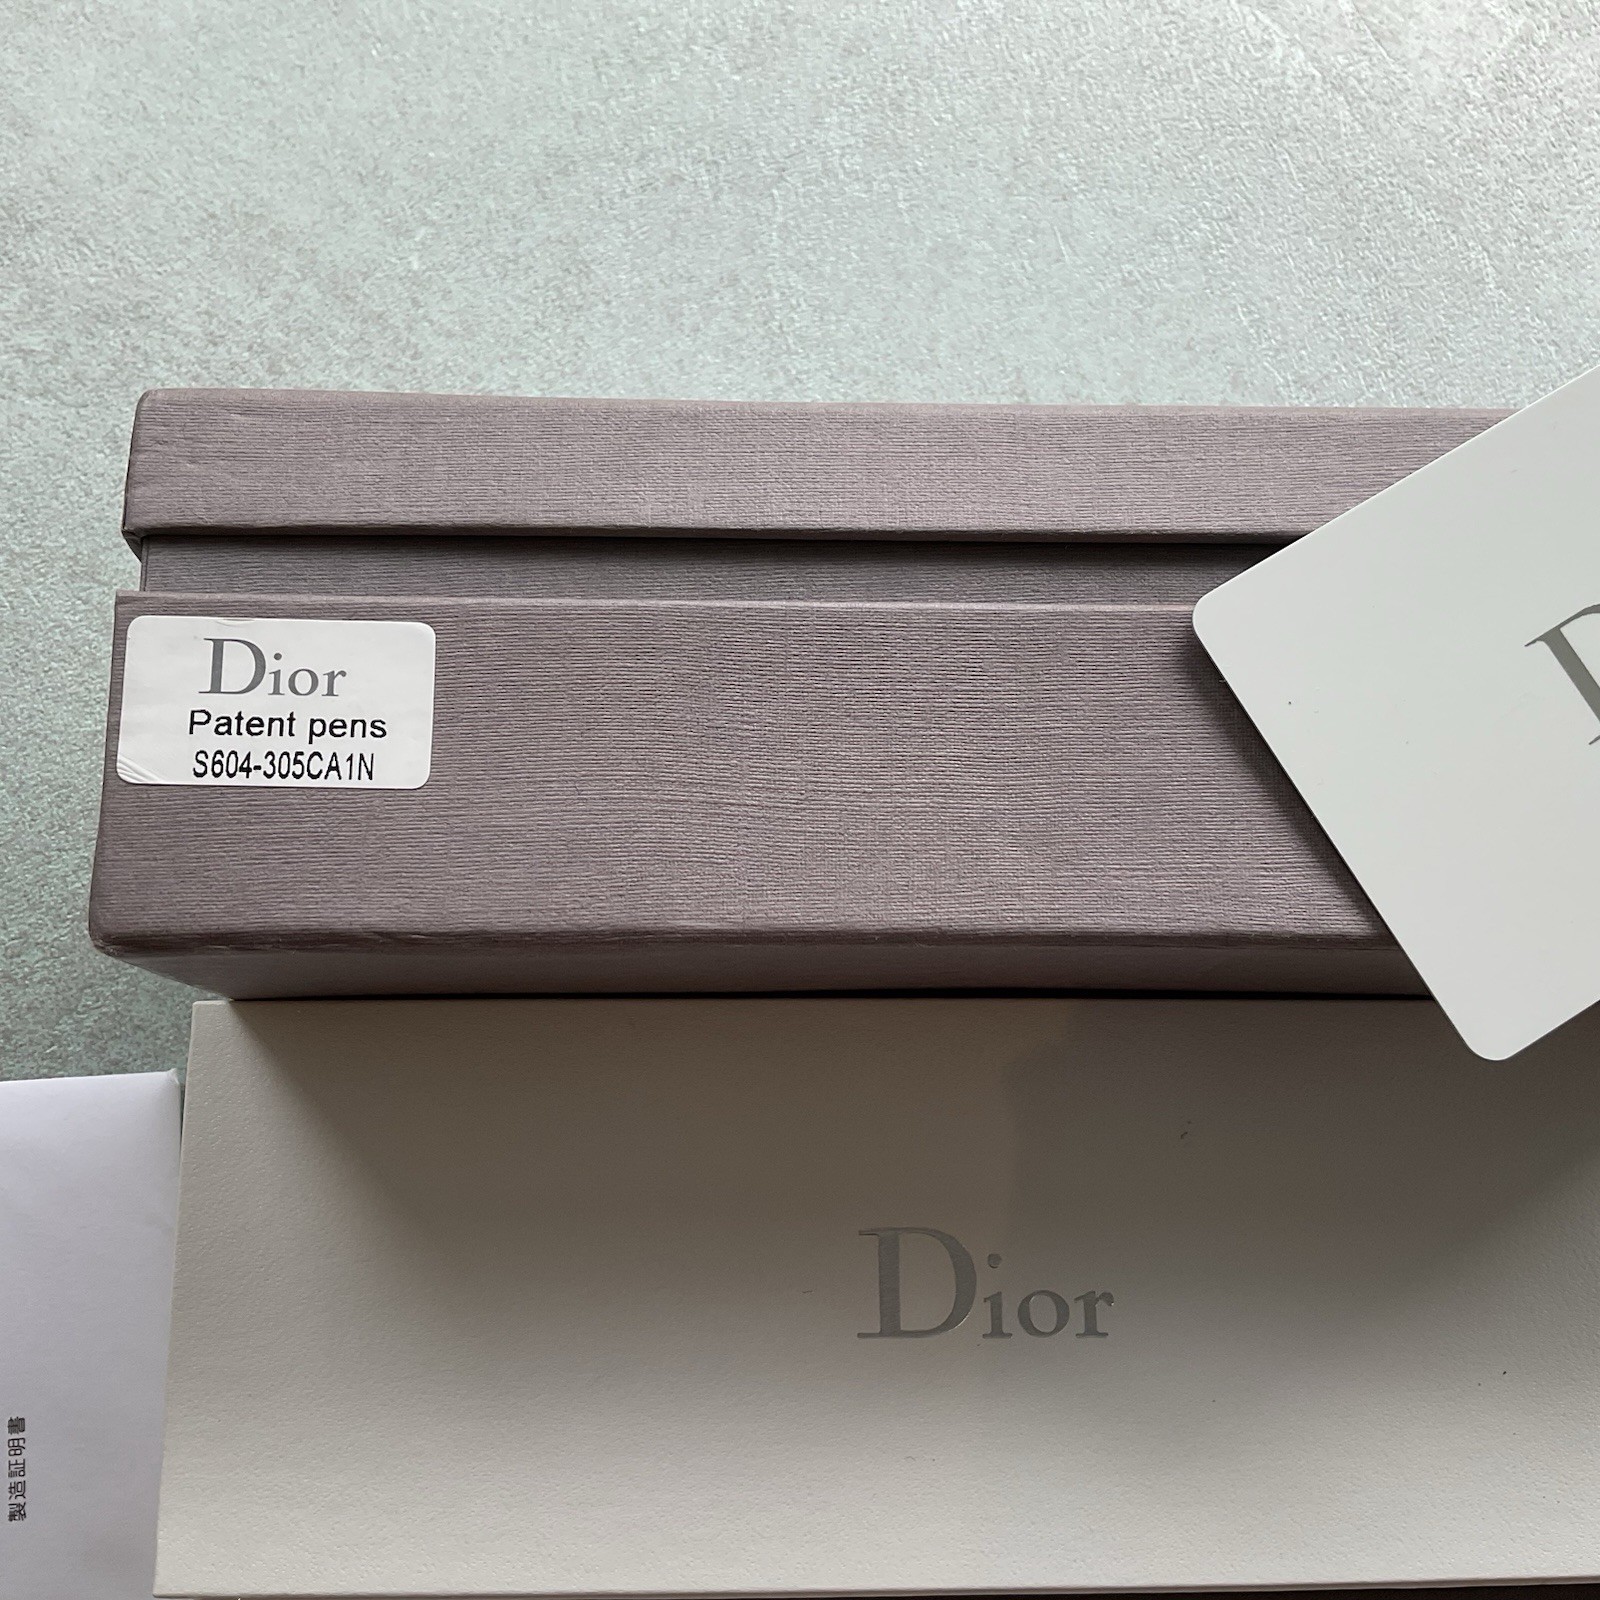 Dior
Patent pens
S604-305CA1N
D
Dior
製造証明書